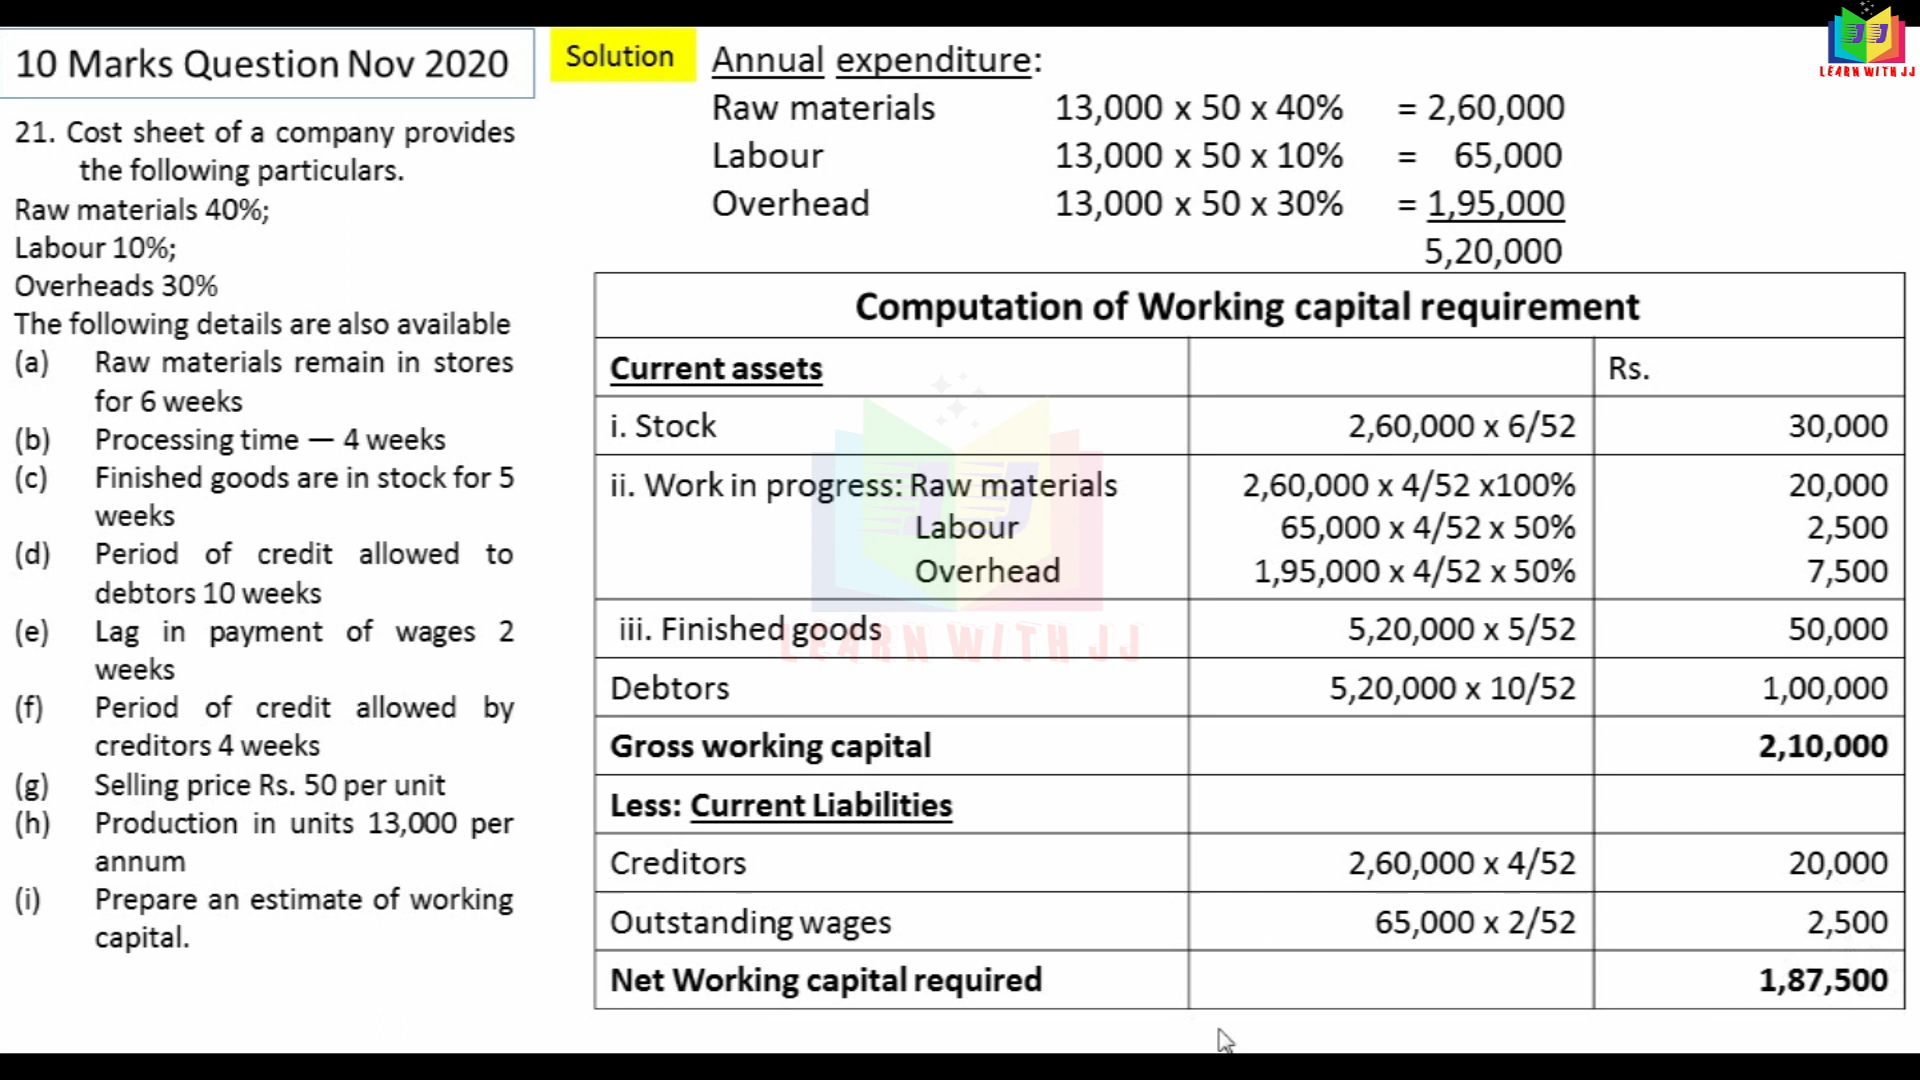 10 Marks Question Nov 2020
21. Cost sheet of a company provides
the following particulars.
Raw materials 40%;
Labour 10%;
Overheads 30%
The following details are also available
(a) Raw materials remain in stores
for 6 weeks
(b) Processing time — 4 weeks
(c) Finished goods are in stock for 5
weeks
(d) Period of credit allowed to
debtors 10 weeks
(e) Lag in payment of wages 2
weeks
(f) Period of credit allowed by
creditors 4 weeks
(g) Selling price Rs. 50 per unit
(h) Production in units 13,000 per
annum
(i) Prepare an estimate of working
capital.
Solution
Annual expenditure:
Raw materials 13,000 x 50 x 40% = 2,60,000
Labour 13,000 x 50 x 10% = 65,000
Overhead 13,000 x 50 x 30% = 1,95,000
5,20,000
Computation of Working capital requirement
Current assets Rs.
i. Stock 2,60,000 x 6/52 30,000
ii. Work in progress: Raw materials 2,60,000 x 4/52 x100% 20,000
Labour 65,000 x 4/52 x 50% 2,500
Overhead 1,95,000 x 4/52 x 50% 7,500
iii. Finished goods 5,20,000 x 5/52 50,000
Debtors 5,20,000 x 10/52 1,00,000
Gross working capital 2,10,000
Less: Current Liabilities
Creditors 2,60,000 x 4/52 20,000
Outstanding wages 65,000 x 2/52 2,500
Net Working capital required 1,87,500
JJ
LEARN WITH JJ
JJ
LEARN WITH JJ